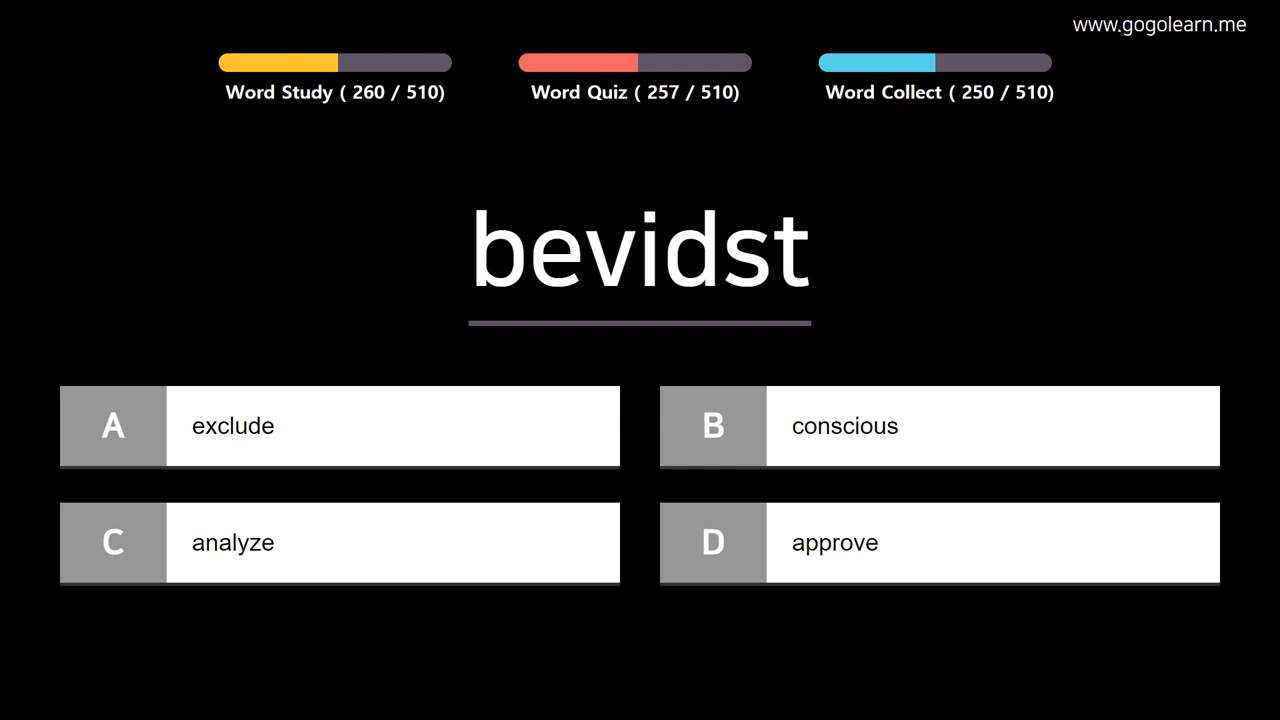 www.gogolearn.me
Word Study ( 260 / 510)
Word Quiz ( 257 / 510)
Word Collect ( 250 / 510)
bevidst
A exclude
B conscious
C analyze
D approve